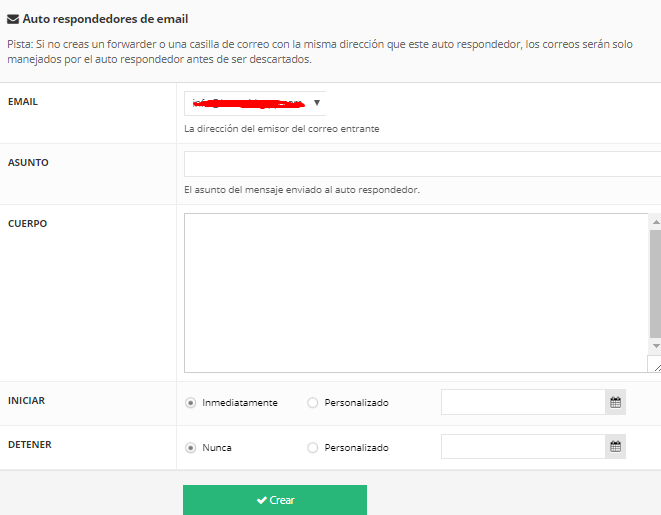 Auto respondedores de email
Pista: Si no creas un forwarder o una casilla de correo con la misma dirección que este auto respondedor, los correos serán solo
manejados por el auto respondedor antes de ser descartados.
EMAIL
La dirección del emisor del correo entrante
ASUNTO
El asunto del mensaje enviado al auto respondedor.
CUERPO
INICIAR
Inmediatamente
Personalizado
DETENER
Nunca
Personalizado
Crear